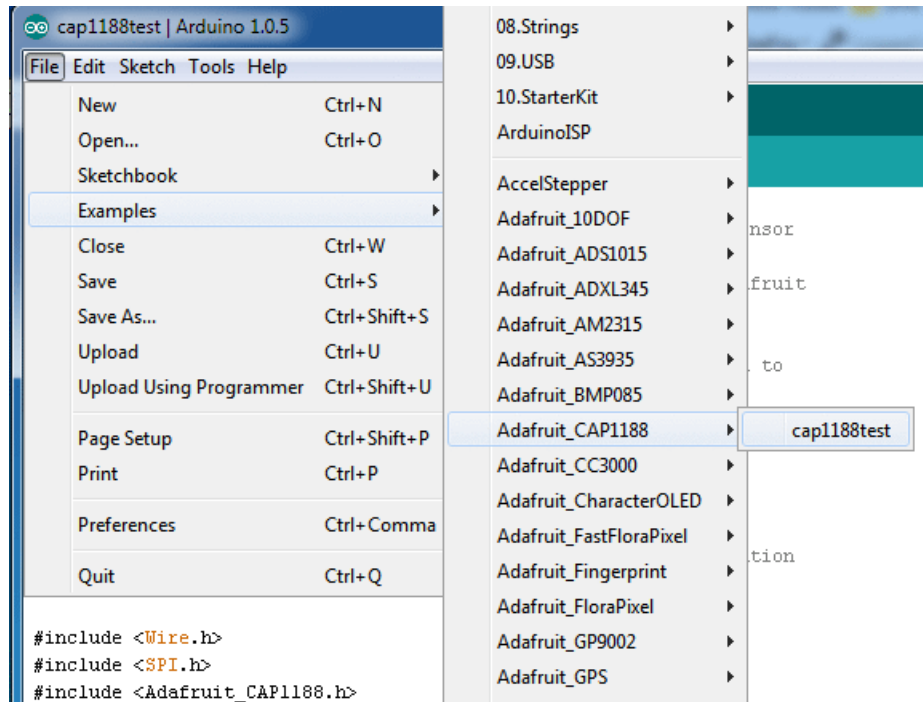 cap1188test | Arduino 1.0.5
File Edit Sketch Tools Help
New Ctrl+N
Open... Ctrl+O
Sketchbook
Examples
Close Ctrl+W
Save Ctrl+S
Save As... Ctrl+Shift+S
Upload Ctrl+U
Upload Using Programmer Ctrl+Shift+U
Page Setup Ctrl+Shift+P
Print Ctrl+P
Preferences Ctrl+Comma
Quit Ctrl+Q
#include <Wire.h>
#include <SPI.h>
#include <Adafruit_CAP1188.h>
08.Strings
09.USB
10.StarterKit
ArduinoISP
AccelStepper
Adafruit_10DOF
Adafruit_ADS1015
Adafruit_ADXL345
Adafruit_AM2315
Adafruit_AS3935
Adafruit_BMP085
Adafruit_CAP1188
Adafruit_CC3000
Adafruit_CharacterOLED
Adafruit_FastFloraPixel
Adafruit_Fingerprint
Adafruit_FloraPixel
Adafruit_GP9002
Adafruit_GPS
cap1188test
nsor
fruit
to
tion